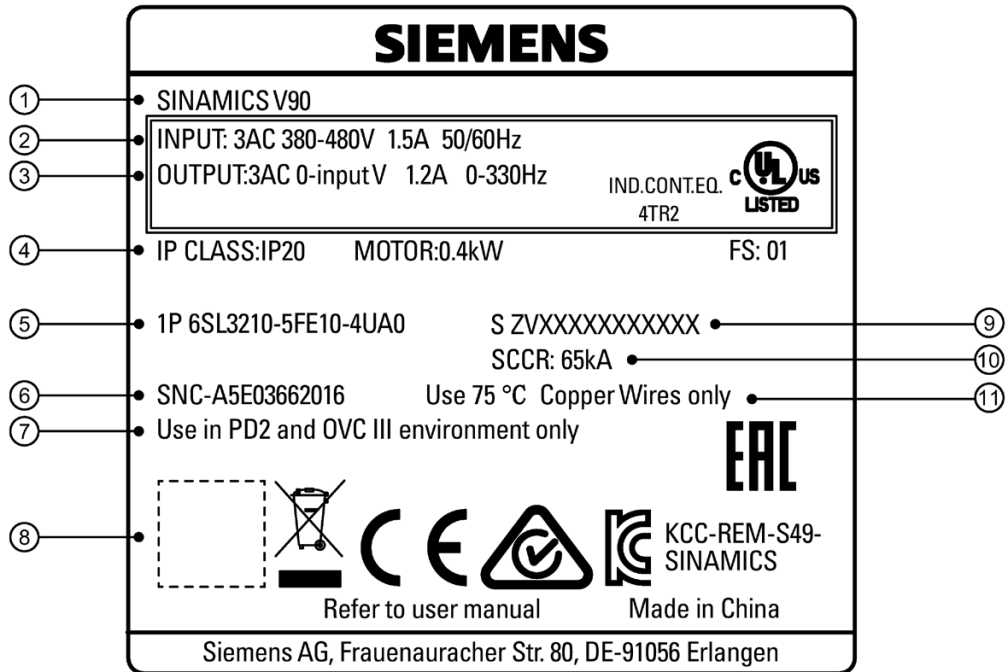 SIEMENS
① SINAMICS V90
② INPUT: 3AC 380-480V 1.5A 50/60Hz
③ OUTPUT:3AC 0-input V 1.2A 0-330Hz
IND.CONT.EQ.
4TR2
C UL US
LISTED
④ IP CLASS:IP20 MOTOR:0.4kW FS: 01
⑤ 1P 6SL3210-5FE10-4UA0 S ZVXXXXXXXXXXX ⑨
SCCR: 65kA ⑩
⑥ SNC-A5E03662016 Use 75 °C Copper Wires only ⑪
⑦ Use in PD2 and OVC III environment only
EAC
⑧ CE KCC-REM-S49-
SINAMICS
Refer to user manual Made in China
Siemens AG, Frauenauracher Str. 80, DE-91056 Erlangen